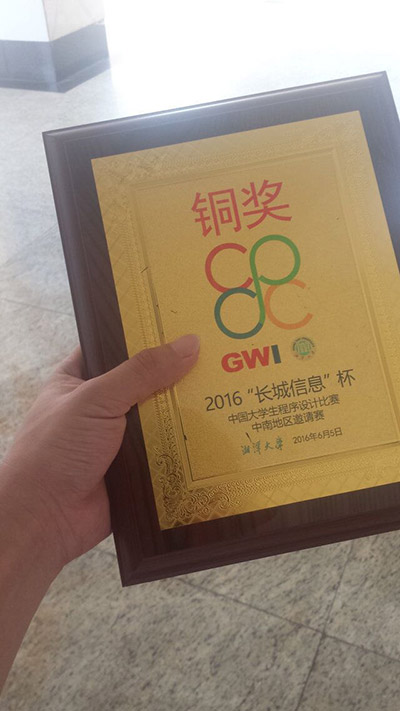 铜奖
CCPC
GWI
2016 “长城信息” 杯
中国大学生程序设计比赛
中南地区邀请赛
湘潭大学 2016年6月5日